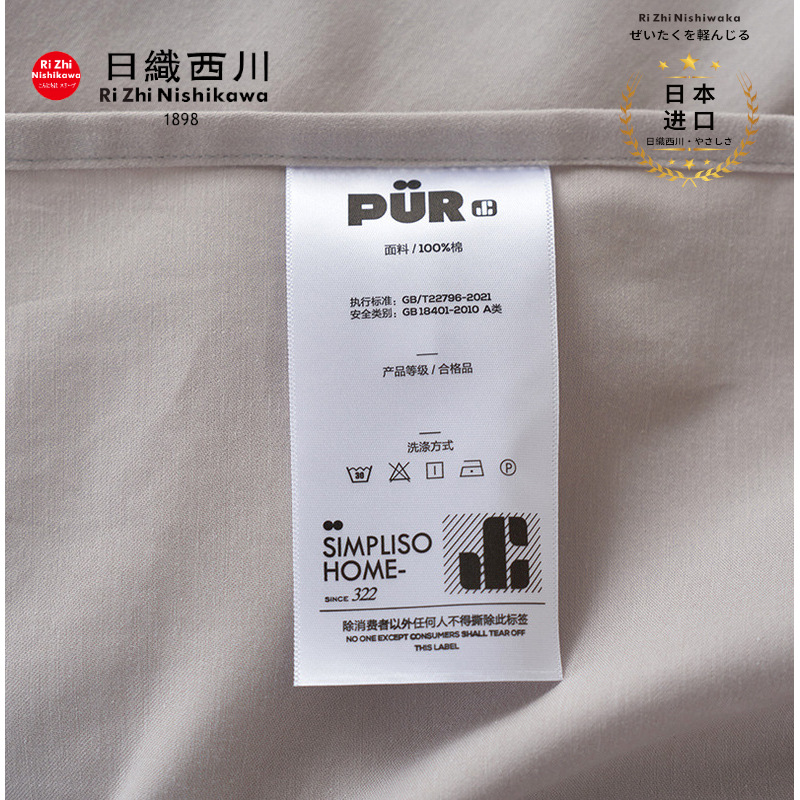 Ri Zhi
Nishikawa
日織西川
Ri Zhi Nishikawa
1898
Ri Zhi Nishiwaka
ぜいたくを軽んじる
日本
进口
日織西川・やさしさ
PÜR
面料 / 100%棉
执行标准：GB/T22796-2021
安全类别：GB 18401-2010 A类
产品等级 / 合格品
洗涤方式
30
P
SIMPLISO
HOME-
SINCE 322
除消费者以外任何人不得撕除此标签
NO ONE EXCEPT CONSUMERS SHALL TEAR OFF
THIS LABEL